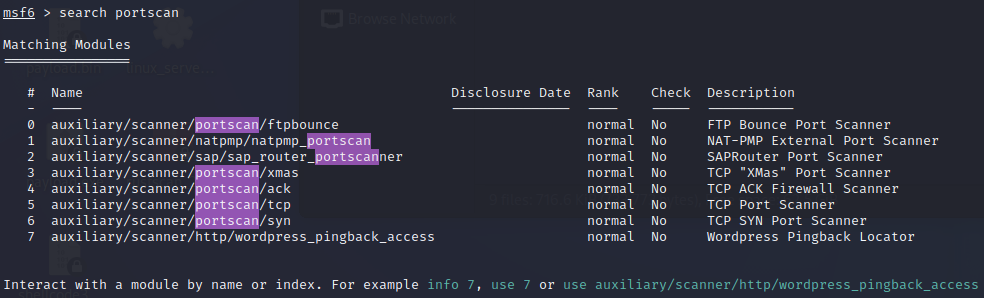 msf6 > search portscan
Browse Network
Matching Modules
================
payload.bin linux_serve...
# Name Disclosure Date Rank Check Description
- ---- --------------- ---- ----- -----------
0 auxiliary/scanner/portscan/ftpbounce normal No FTP Bounce Port Scanner
1 auxiliary/scanner/natpmp/natpmp_portscan normal No NAT-PMP External Port Scanner
2 auxiliary/scanner/sap/sap_router_portscanner normal No SAPRouter Port Scanner
3 auxiliary/scanner/portscan/xmas normal No TCP "XMas" Port Scanner
4 auxiliary/scanner/portscan/ack normal No TCP ACK Firewall Scanner
5 auxiliary/scanner/portscan/tcp normal No TCP Port Scanner
6 auxiliary/scanner/portscan/syn normal No TCP SYN Port Scanner
7 auxiliary/scanner/http/wordpress_pingback_access normal No Wordpress Pingback Locator
Interact with a module by name or index. For example info 7, use 7 or use auxiliary/scanner/http/wordpress_pingback_access